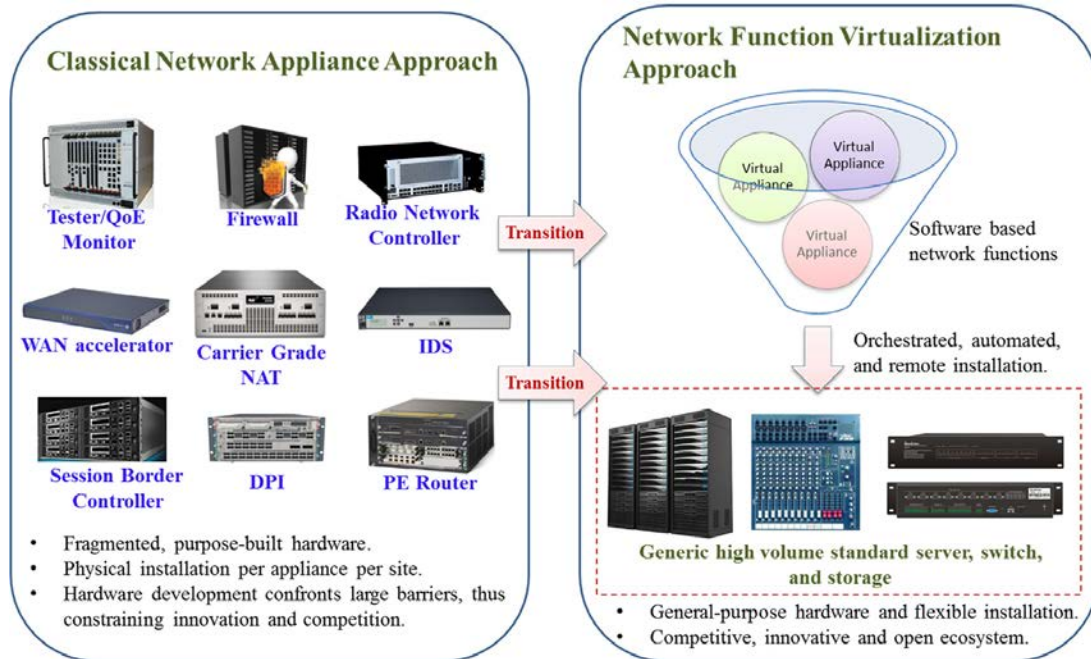 Classical Network Appliance Approach
Tester/QoE
Monitor
Firewall
Radio Network
Controller
WAN accelerator
Carrier Grade
NAT
IDS
Session Border
Controller
DPI
PE Router
• Fragmented, purpose-built hardware.
• Physical installation per appliance per site.
• Hardware development confronts large barriers, thus
constraining innovation and competition.
Transition
Transition
Network Function Virtualization
Approach
Virtual
Appliance
Virtual
Appliance
Virtual
Appliance
Software based
network functions
Orchestrated, automated,
and remote installation.
Generic high volume standard server, switch,
and storage
• General-purpose hardware and flexible installation.
• Competitive, innovative and open ecosystem.